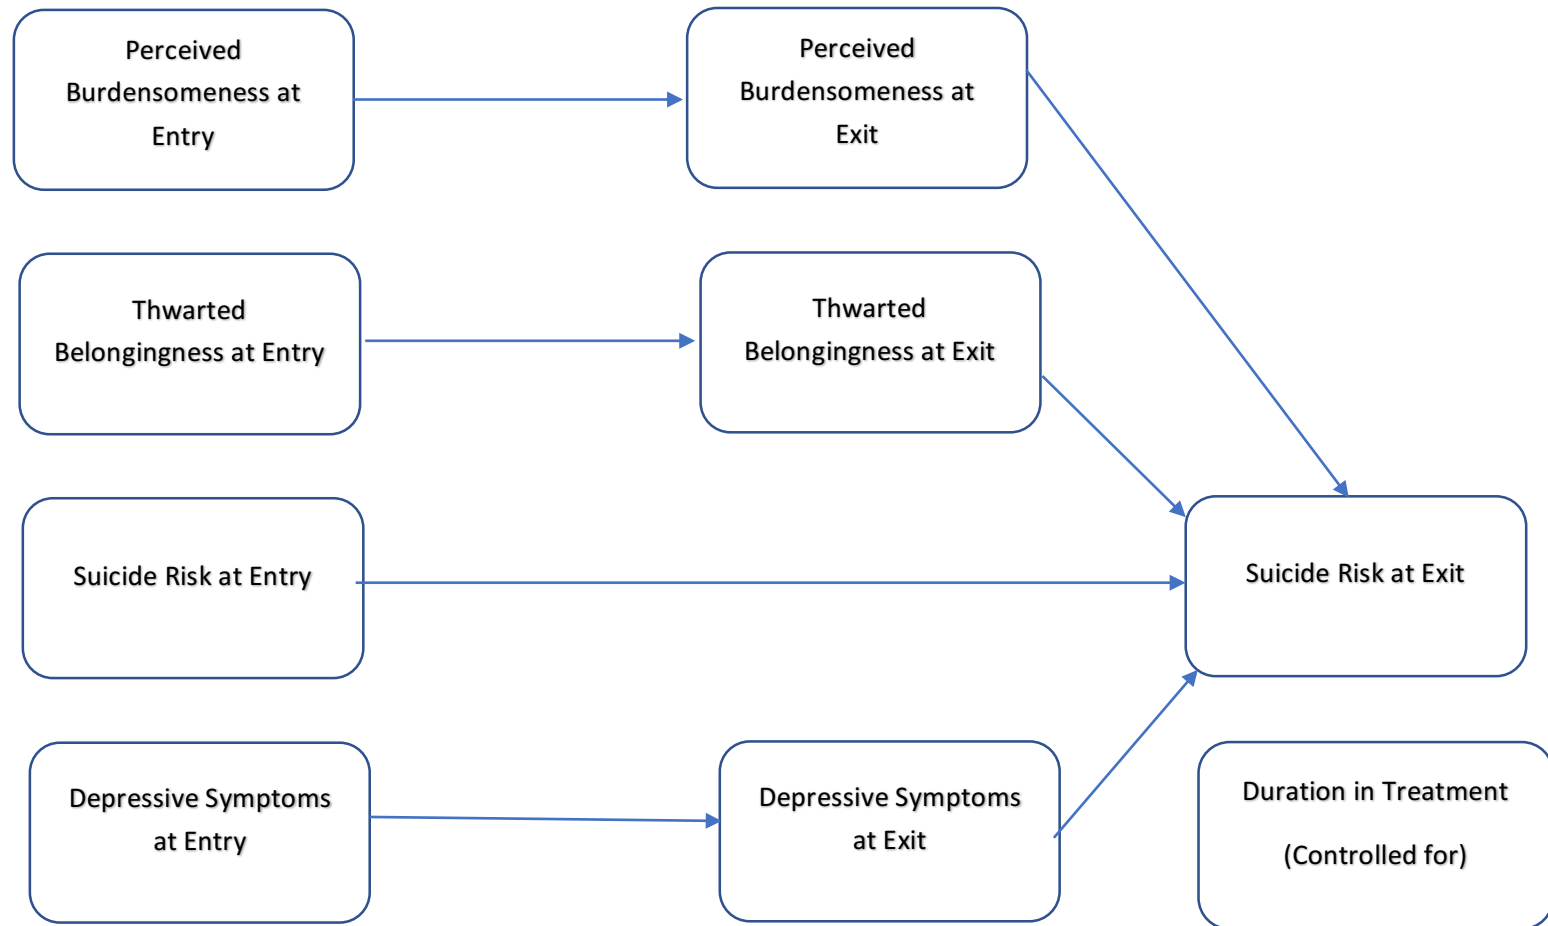 Perceived
Burdensomeness at
Entry
Perceived
Burdensomeness at
Exit
Thwarted
Belongingness at Entry
Thwarted
Belongingness at Exit
Suicide Risk at Entry
Suicide Risk at Exit
Depressive Symptoms
at Entry
Depressive Symptoms
at Exit
Duration in Treatment
(Controlled for)